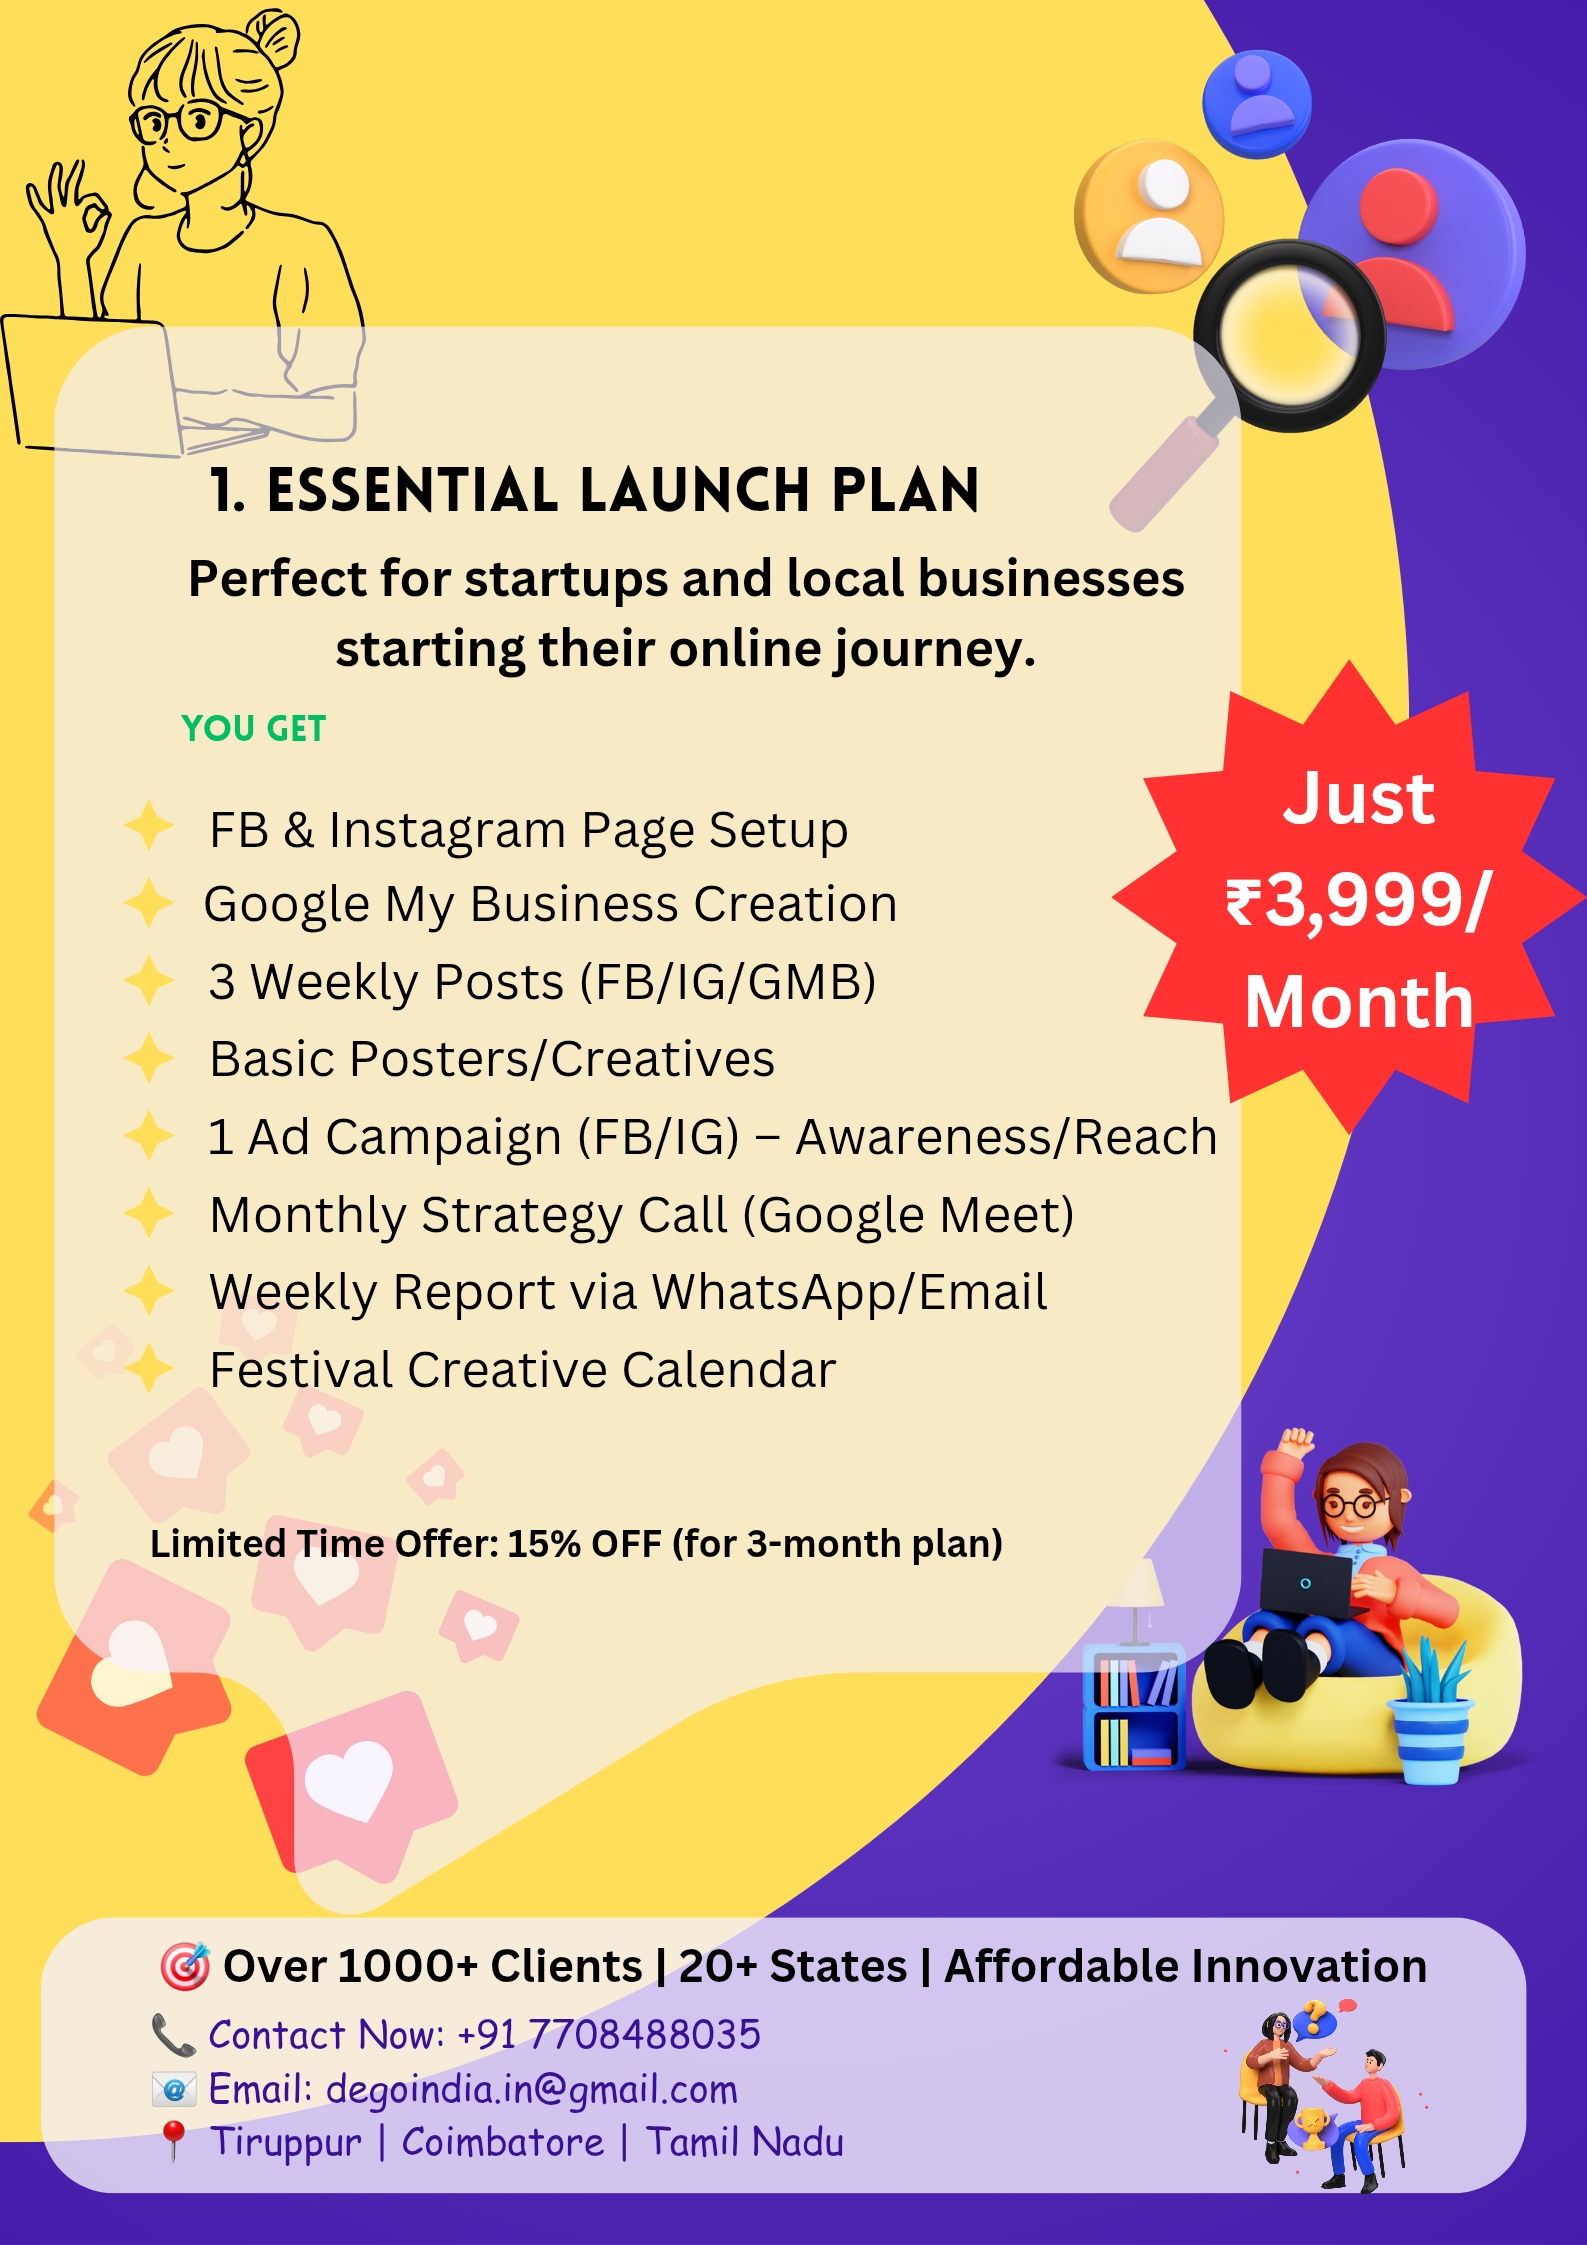 1. ESSENTIAL LAUNCH PLAN
Perfect for startups and local businesses
starting their online journey.
YOU GET
FB & Instagram Page Setup
Google My Business Creation
3 Weekly Posts (FB/IG/GMB)
Basic Posters/Creatives
1 Ad Campaign (FB/IG) – Awareness/Reach
Monthly Strategy Call (Google Meet)
Weekly Report via WhatsApp/Email
Festival Creative Calendar
Just
₹3,999/
Month
Limited Time Offer: 15% OFF (for 3-month plan)
🎯 Over 1000+ Clients | 20+ States | Affordable Innovation
📞 Contact Now: +91 7708488035
📧 Email: degoindia.in@gmail.com
📍 Tiruppur | Coimbatore | Tamil Nadu